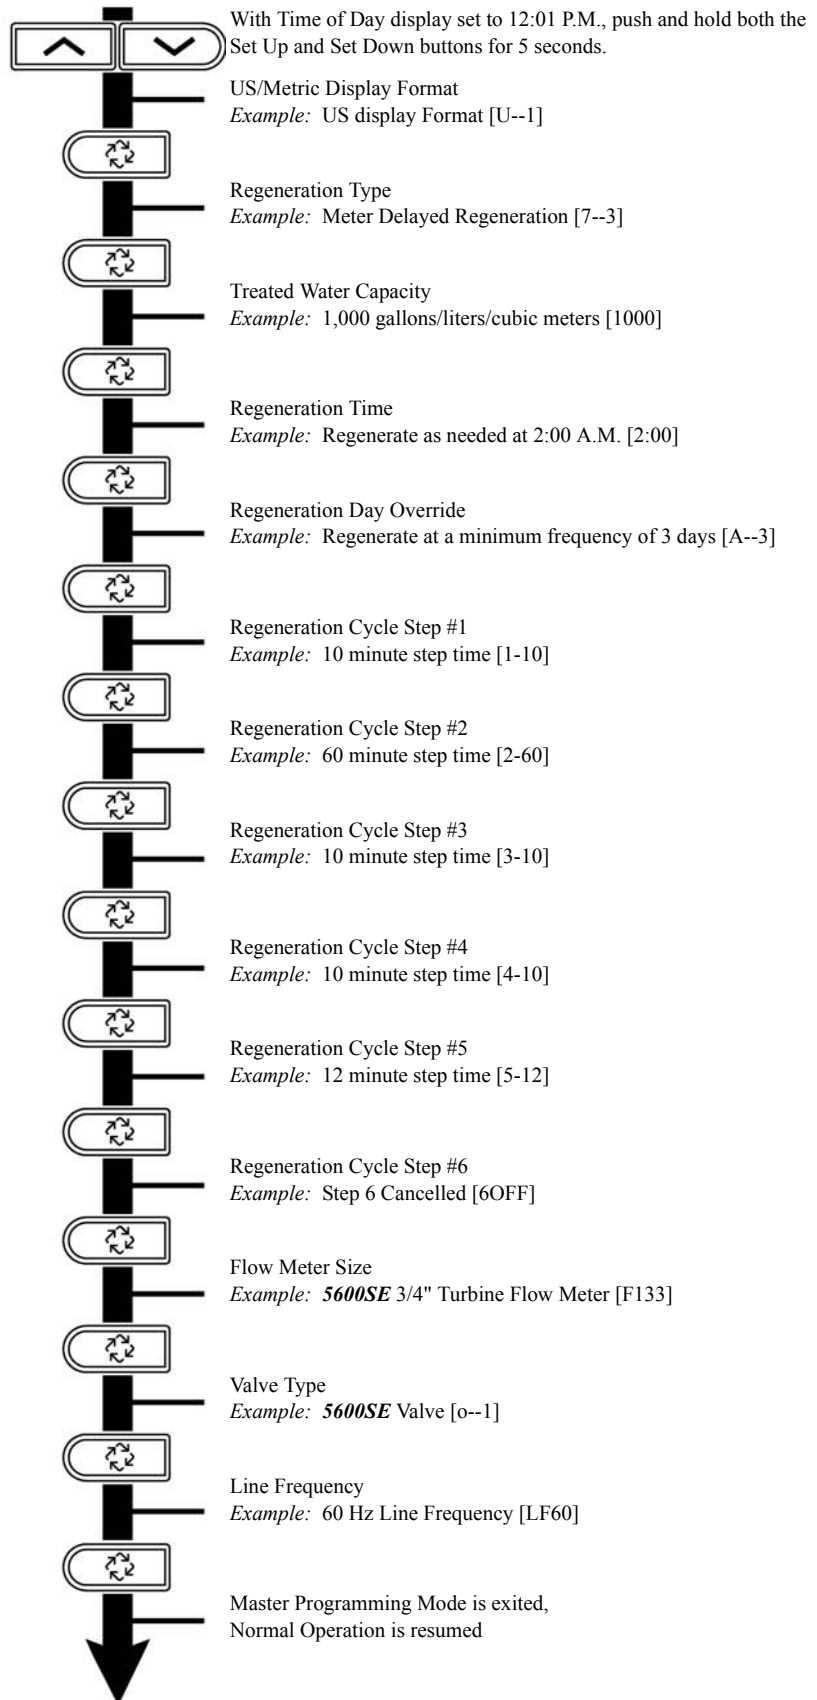 With Time of Day display set to 12:01 P.M., push and hold both the
Set Up and Set Down buttons for 5 seconds.
US/Metric Display Format
Example: US display Format [U--1]
Regeneration Type
Example: Meter Delayed Regeneration [7--3]
Treated Water Capacity
Example: 1,000 gallons/liters/cubic meters [1000]
Regeneration Time
Example: Regenerate as needed at 2:00 A.M. [2:00]
Regeneration Day Override
Example: Regenerate at a minimum frequency of 3 days [A--3]
Regeneration Cycle Step #1
Example: 10 minute step time [1-10]
Regeneration Cycle Step #2
Example: 60 minute step time [2-60]
Regeneration Cycle Step #3
Example: 10 minute step time [3-10]
Regeneration Cycle Step #4
Example: 10 minute step time [4-10]
Regeneration Cycle Step #5
Example: 12 minute step time [5-12]
Regeneration Cycle Step #6
Example: Step 6 Cancelled [6OFF]
Flow Meter Size
Example: 5600SE 3/4" Turbine Flow Meter [F133]
Valve Type
Example: 5600SE Valve [o--1]
Line Frequency
Example: 60 Hz Line Frequency [LF60]
Master Programming Mode is exited,
Normal Operation is resumed